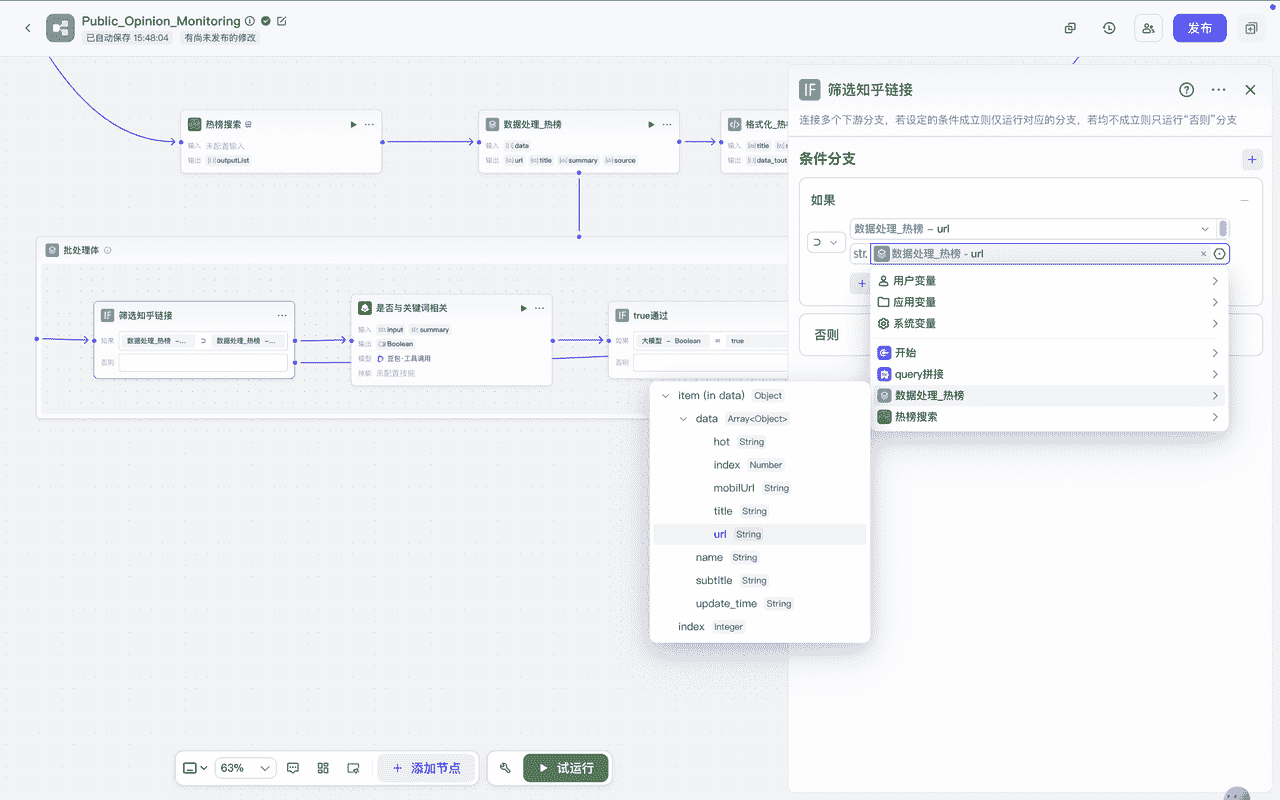 Public_Opinion_Monitoring
已自动保存 15:48:04 有尚未发布的修改
发布
热榜搜索
输入 未配置输入
输出 outputList
数据处理_热榜
输入 data
输出 url title summary source
格式化_热
输入 title
输出 data_tout
批处理体
IF 筛选知乎链接
如果 数据处理_热榜 –... ⊃ 数据处理_热榜 –...
否则
是否与关键词相关
输入 input summary
输出 Boolean
模型 豆包·工具调用
技能 未配置技能
IF true通过
如果 大模型 – Boolean = true
否则
IF 筛选知乎链接
连接多个下游分支，若设定的条件成立则仅运行对应的分支，若均不成立则只运行“否则”分支
条件分支
如果
⊃
数据处理_热榜 – url
str. 数据处理_热榜 - url
用户变量
应用变量
系统变量
开始
query拼接
数据处理_热榜
热榜搜索
否则
item (in data) Object
data Array<Object>
hot String
index Number
mobilUrl String
title String
url String
name String
subtitle String
update_time String
index Integer
63%
添加节点
试运行